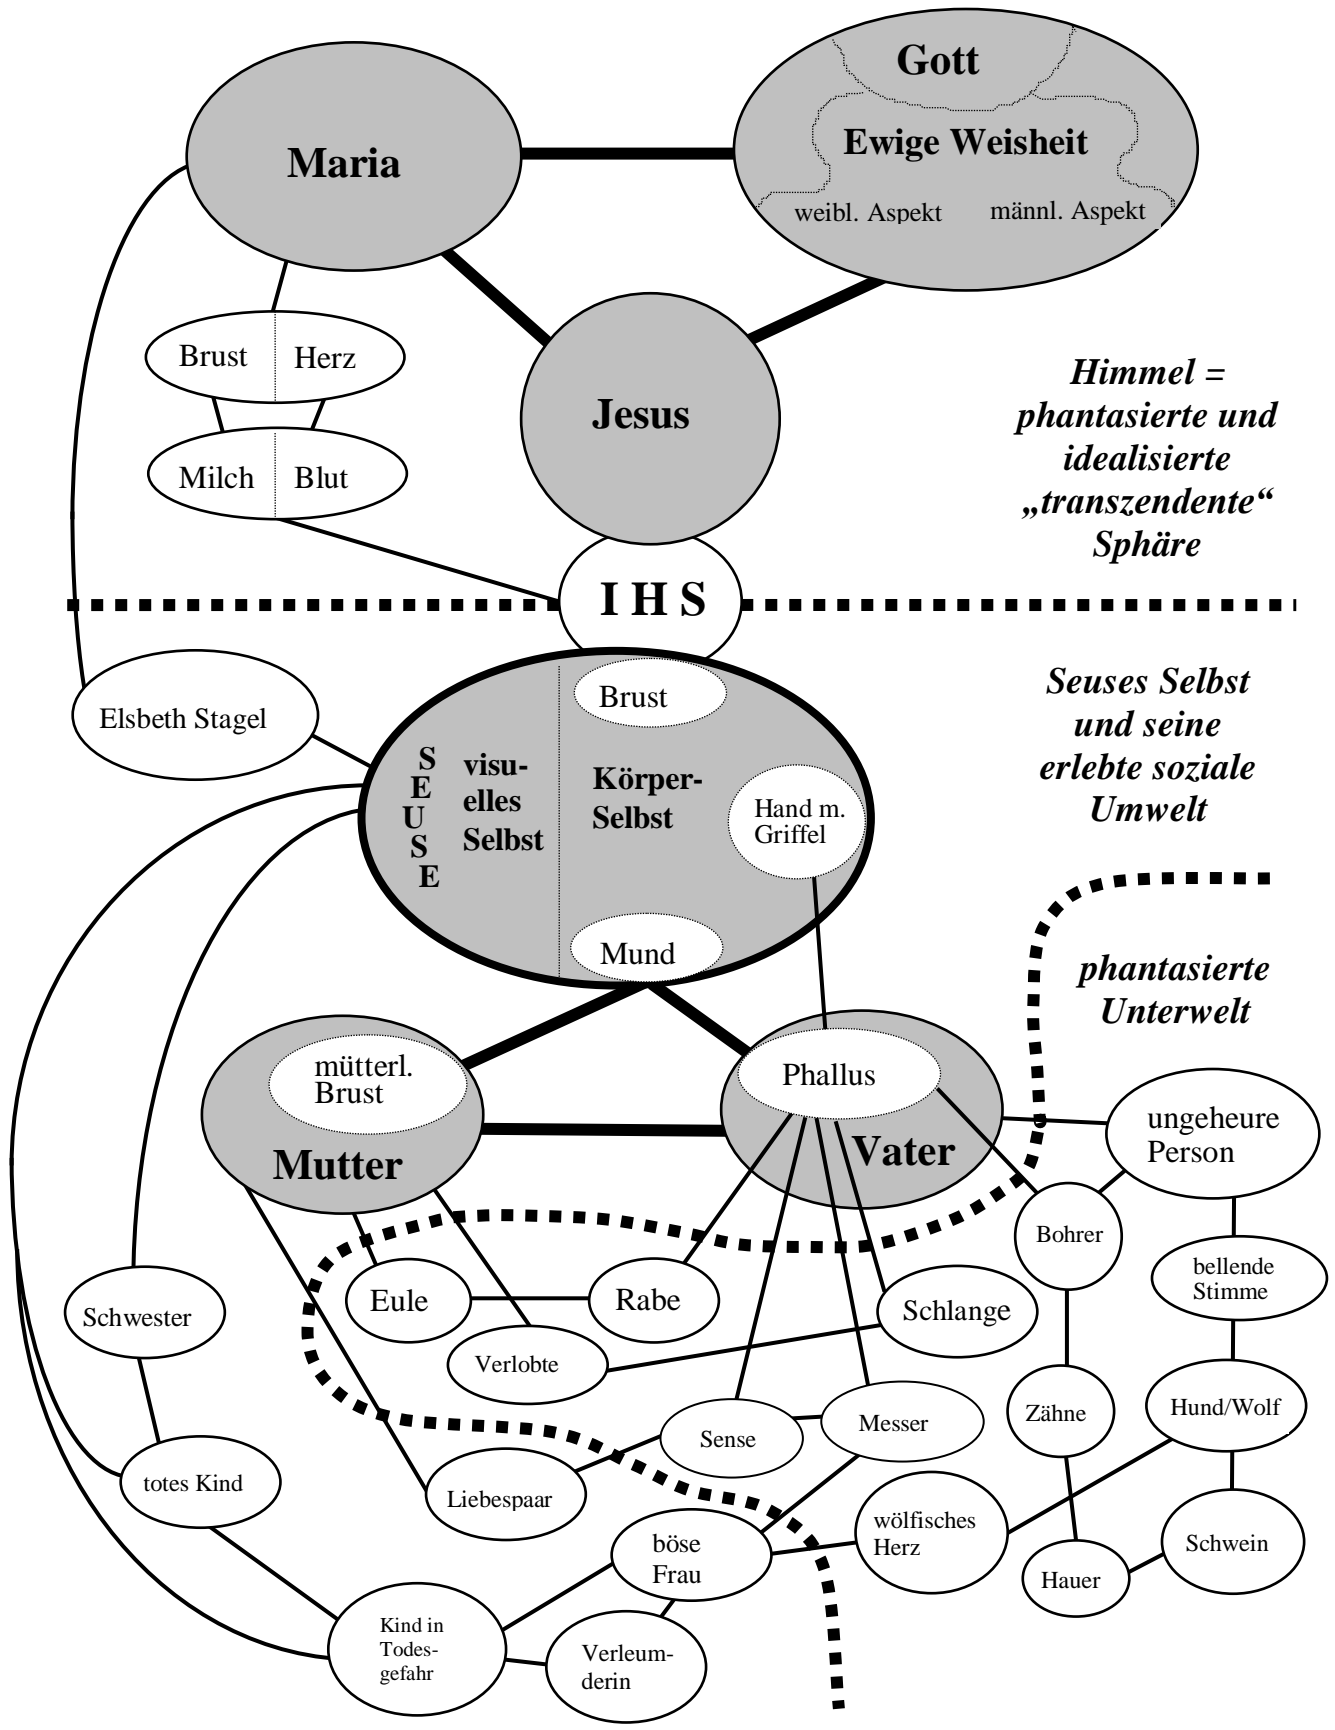 Gott
Ewige Weisheit
weibl. Aspekt
männl. Aspekt
Maria
Brust
Herz
Milch
Blut
Jesus
Himmel =
phantasierte und
idealisierte
„transzendente“
Sphäre
I H S
Elsbeth Stagel
Seuses Selbst
und seine
erlebte soziale
Umwelt
Brust
S
E
U
S
E
visu-
elles
Selbst
Körper-
Selbst
Hand m.
Griffel
Mund
phantasierte
Unterwelt
mütterl.
Brust
Mutter
Phallus
Vater
ungeheure
Person
Bohrer
bellende
Stimme
Eule
Rabe
Schlange
Schwester
Verlobte
Zähne
Hund/Wolf
Sense
Messer
totes Kind
Liebespaar
wölfisches
Herz
böse
Frau
Schwein
Hauer
Kind in
Todes-
gefahr
Verleum-
derin